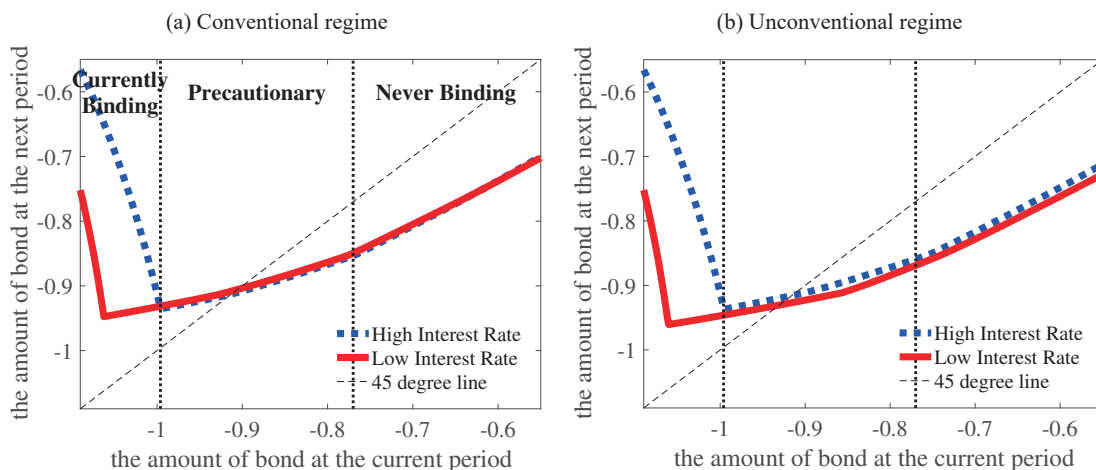 (a) Conventional regime
the amount of bond at the next period
-0.6
-0.7
-0.8
-0.9
-1
Currently
Binding
Precautionary
Never Binding
High Interest Rate
Low Interest Rate
45 degree line
-1
-0.9
-0.8
-0.7
-0.6
the amount of bond at the current period
(b) Unconventional regime
the amount of bond at the next period
-0.6
-0.7
-0.8
-0.9
-1
High Interest Rate
Low Interest Rate
45 degree line
-1
-0.9
-0.8
-0.7
-0.6
the amount of bond at the current period